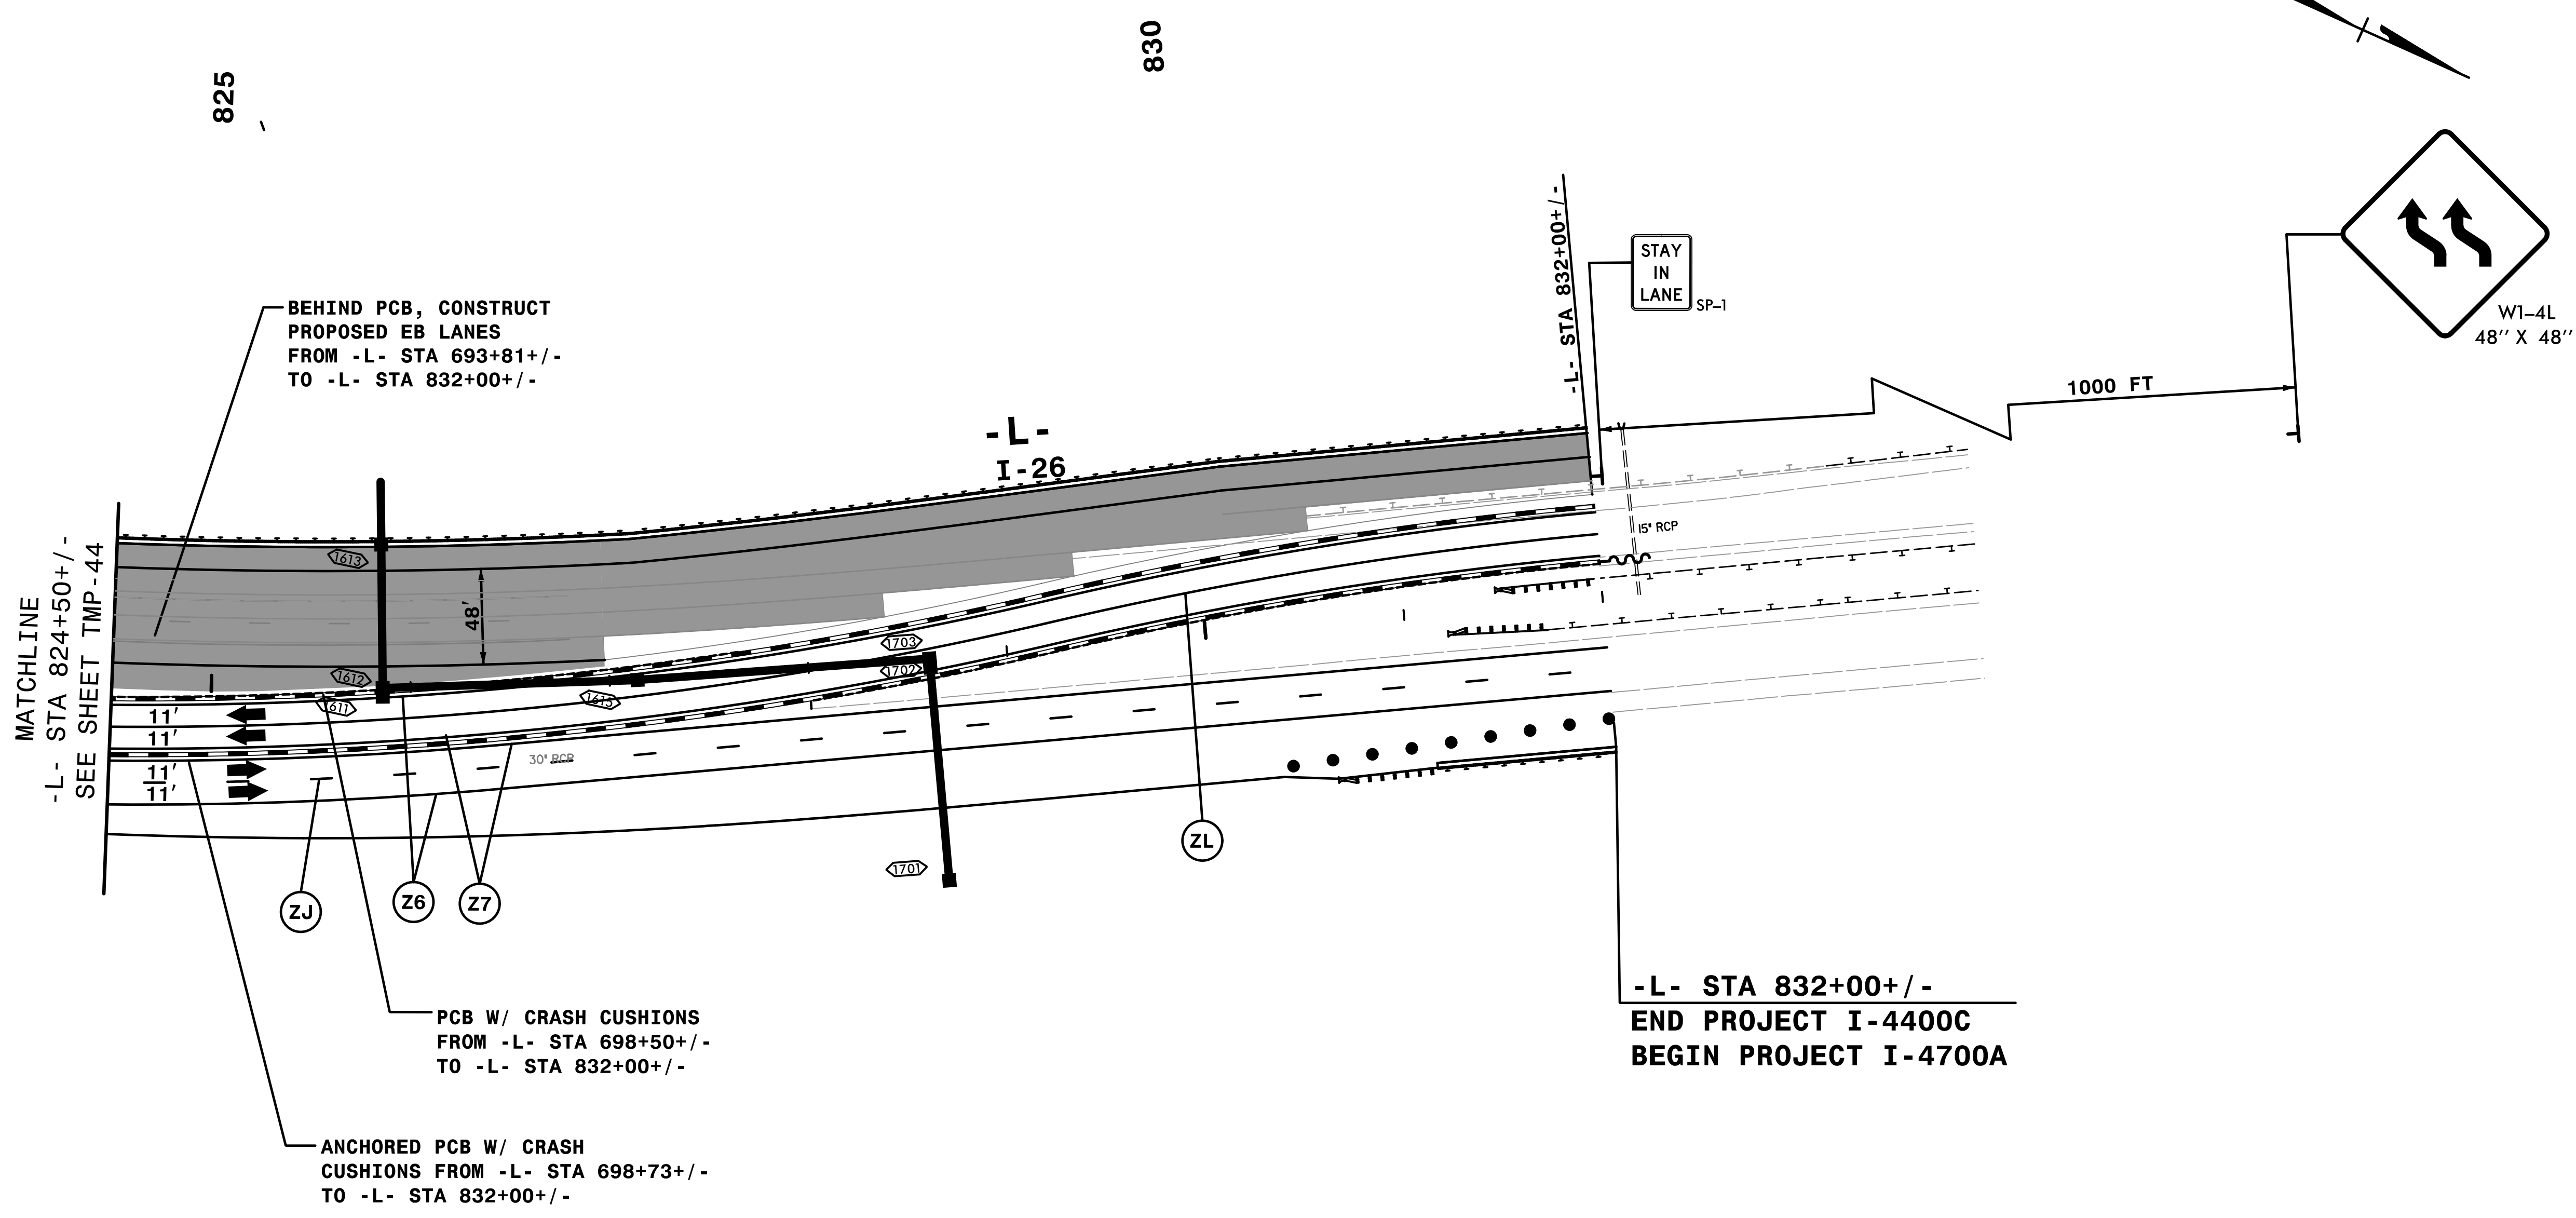 825
830
-L- STA 832+00+/-
STAY
IN
LANE
SP-1
W1-4L
48'' X 48''
1000 FT
BEHIND PCB, CONSTRUCT
PROPOSED EB LANES
FROM -L- STA 693+81+/-
TO -L- STA 832+00+/-
-L-
I-26
MATCHLINE
-L- STA 824+50+/-
SEE SHEET TMP-44
1613
48'
15" RCP
1703
1702
1612
1611
1615
11'
11'
11'
11'
30" RCP
ZL
1701
ZJ
Z6
Z7
-L- STA 832+00+/-
END PROJECT I-4400C
BEGIN PROJECT I-4700A
PCB W/ CRASH CUSHIONS
FROM -L- STA 698+50+/-
TO -L- STA 832+00+/-
ANCHORED PCB W/ CRASH
CUSHIONS FROM -L- STA 698+73+/-
TO -L- STA 832+00+/-